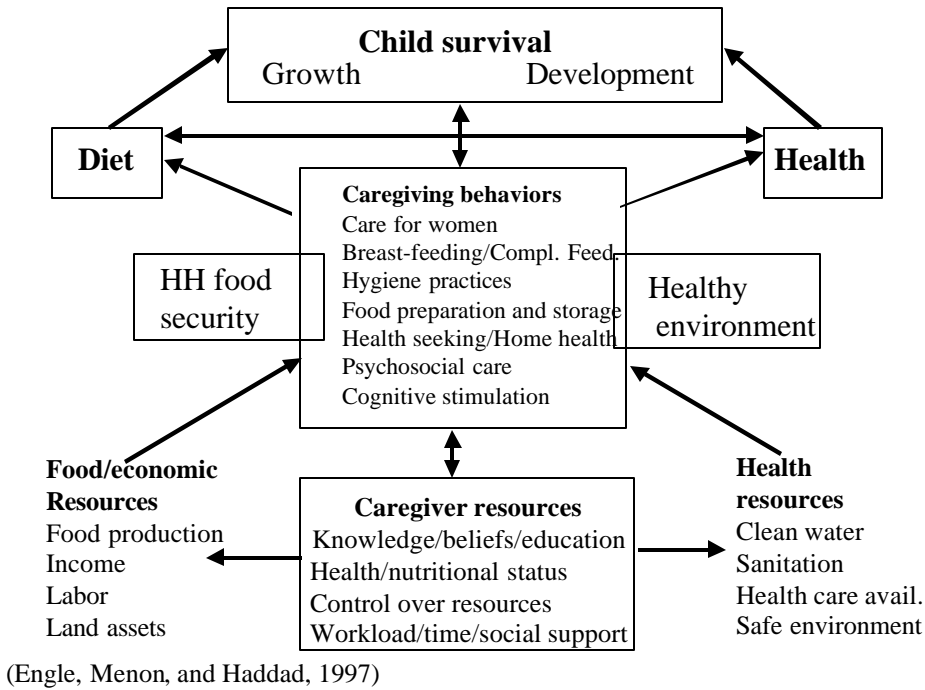 Child survival
Growth Development
Diet
Health
Caregiving behaviors
Care for women
Breast-feeding/Compl. Feed.
Hygiene practices
Food preparation and storage
Health seeking/Home health
Psychosocial care
Cognitive stimulation
HH food
security
Healthy
environment
Food/economic
Resources
Food production
Income
Labor
Land assets
Caregiver resources
Knowledge/beliefs/education
Health/nutritional status
Control over resources
Workload/time/social support
Health
resources
Clean water
Sanitation
Health care avail.
Safe environment
(Engle, Menon, and Haddad, 1997)